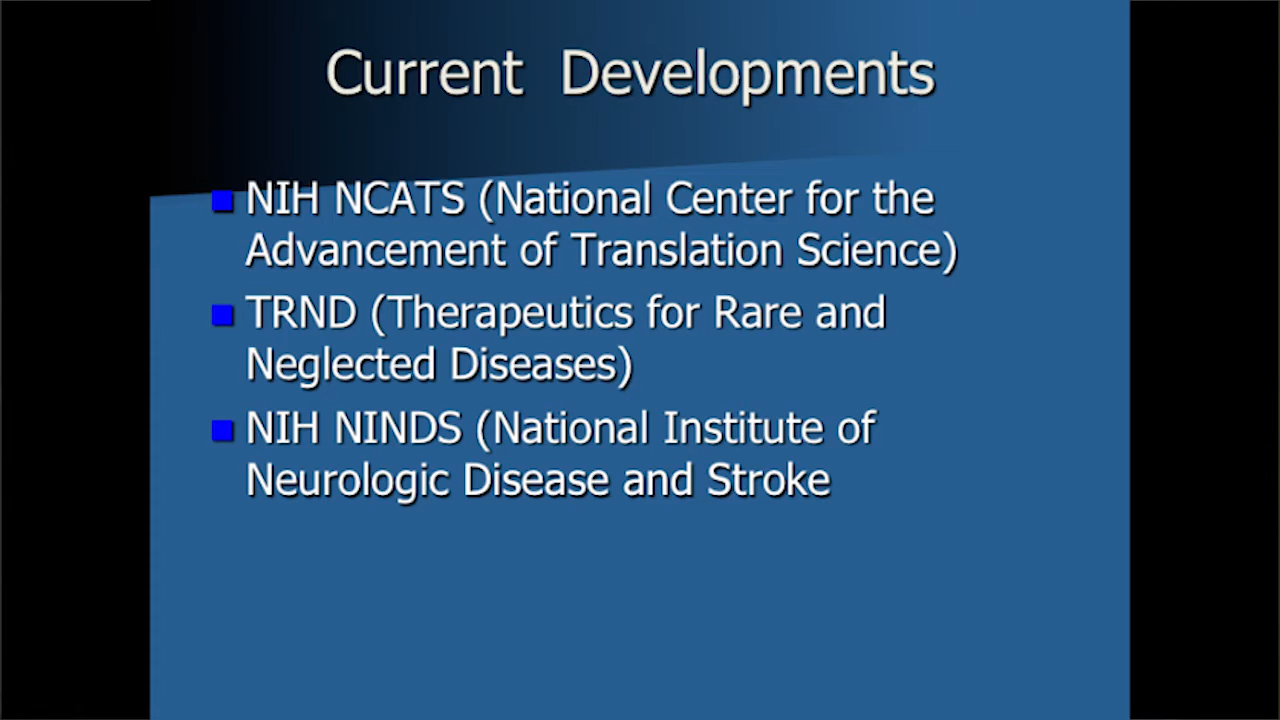 Current Developments
NIH NCATS (National Center for the
Advancement of Translation Science)
TRND (Therapeutics for Rare and
Neglected Diseases)
NIH NINDS (National Institute of
Neurologic Disease and Stroke